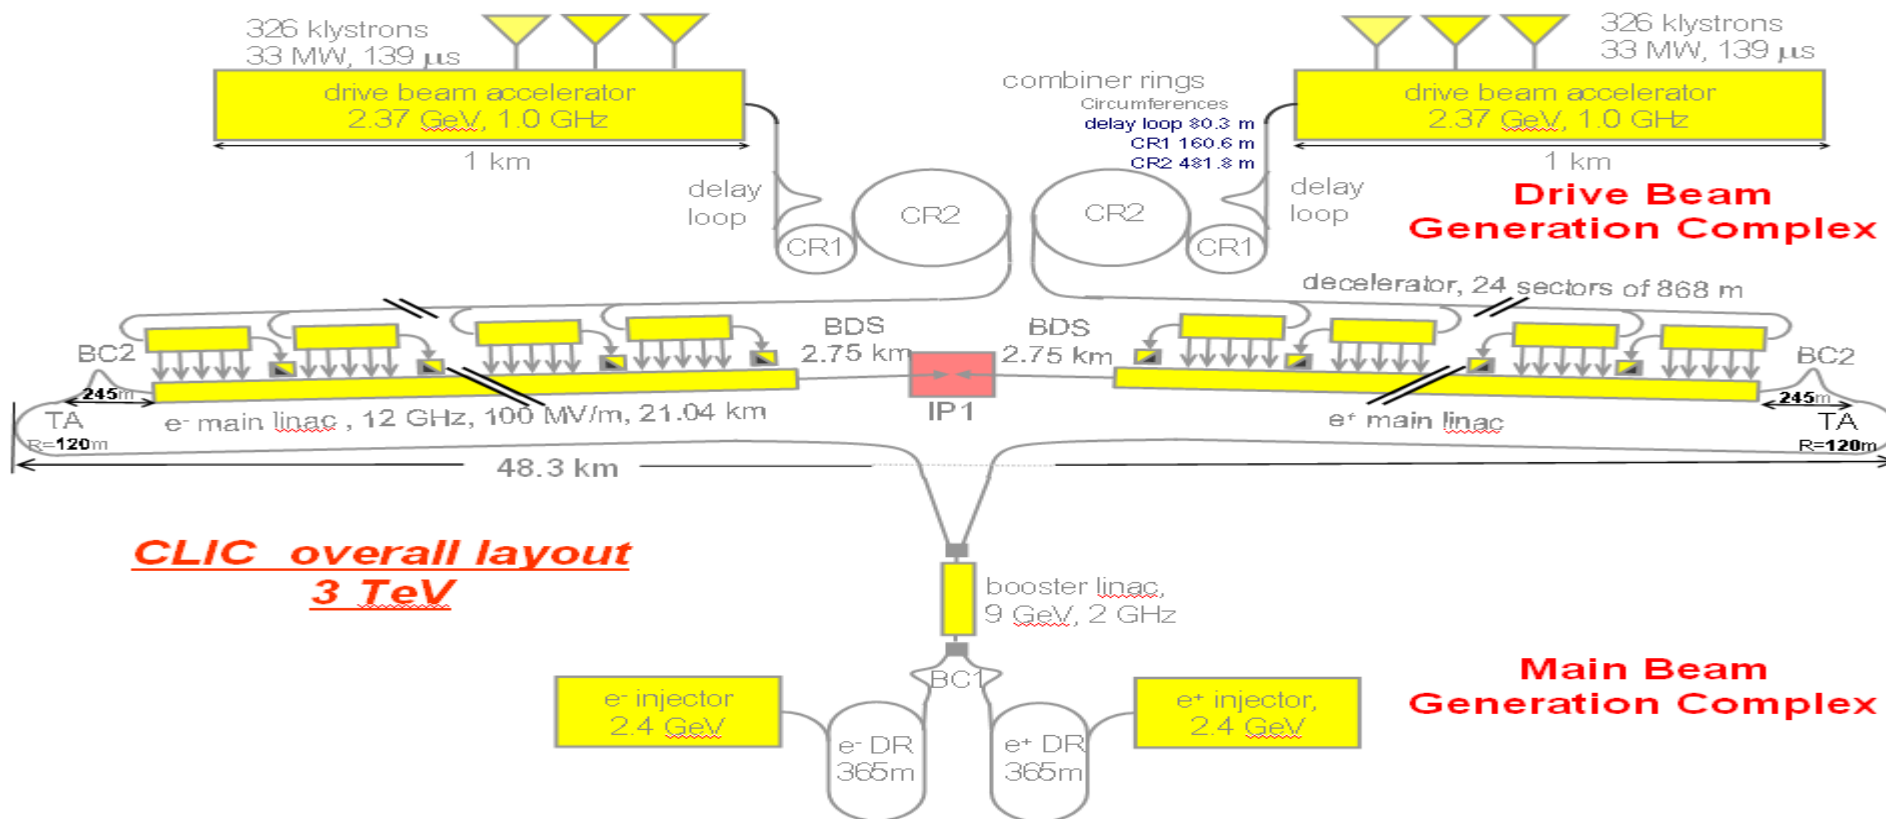 326 klystrons
33 MW, 139 μs
drive beam accelerator
2.37 GeV, 1.0 GHz
1 km
combiner rings
Circumferences
delay loop 80.3 m
CR1 160.6 m
CR2 481.8 m
326 klystrons
33 MW, 139 μs
drive beam accelerator
2.37 GeV, 1.0 GHz
1 km
delay
loop
CR1
CR2
CR2
CR1
delay
loop
Drive Beam
Generation Complex
decelerator, 24 sectors of 868 m
BC2
BDS
2.75 km
BDS
2.75 km
BC2
245m
TA
R=120m
e⁻ main linac , 12 GHz, 100 MV/m, 21.04 km
IP1
e⁺ main linac
245m
TA
R=120m
48.3 km
CLIC overall layout
3 TeV
booster linac,
9 GeV, 2 GHz
BC1
e⁻ injector
2.4 GeV
e⁻ DR
365m
e⁺ DR
365m
e⁺ injector,
2.4 GeV
Main Beam
Generation Complex